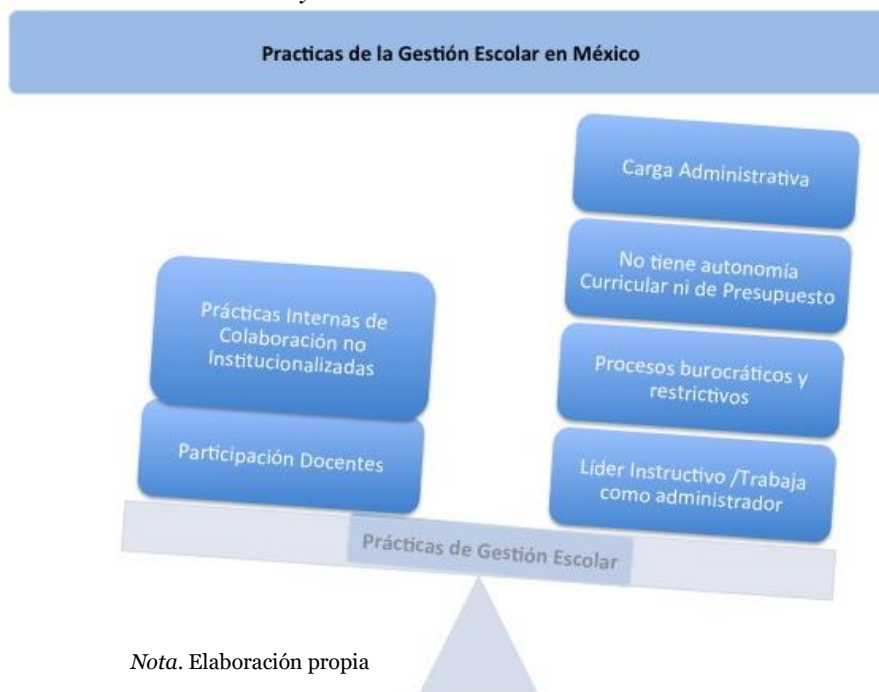 Practicas de la Gestión Escolar en México
Carga Administrativa
No tiene autonomía
Curricular ni de Presupuesto
Prácticas Internas de
Colaboración no
Institucionalizadas
Procesos burocráticos y
restrictivos
Participación Docentes
Líder Instructivo /Trabaja
como administrador
Prácticas de Gestión Escolar
Nota. Elaboración propia